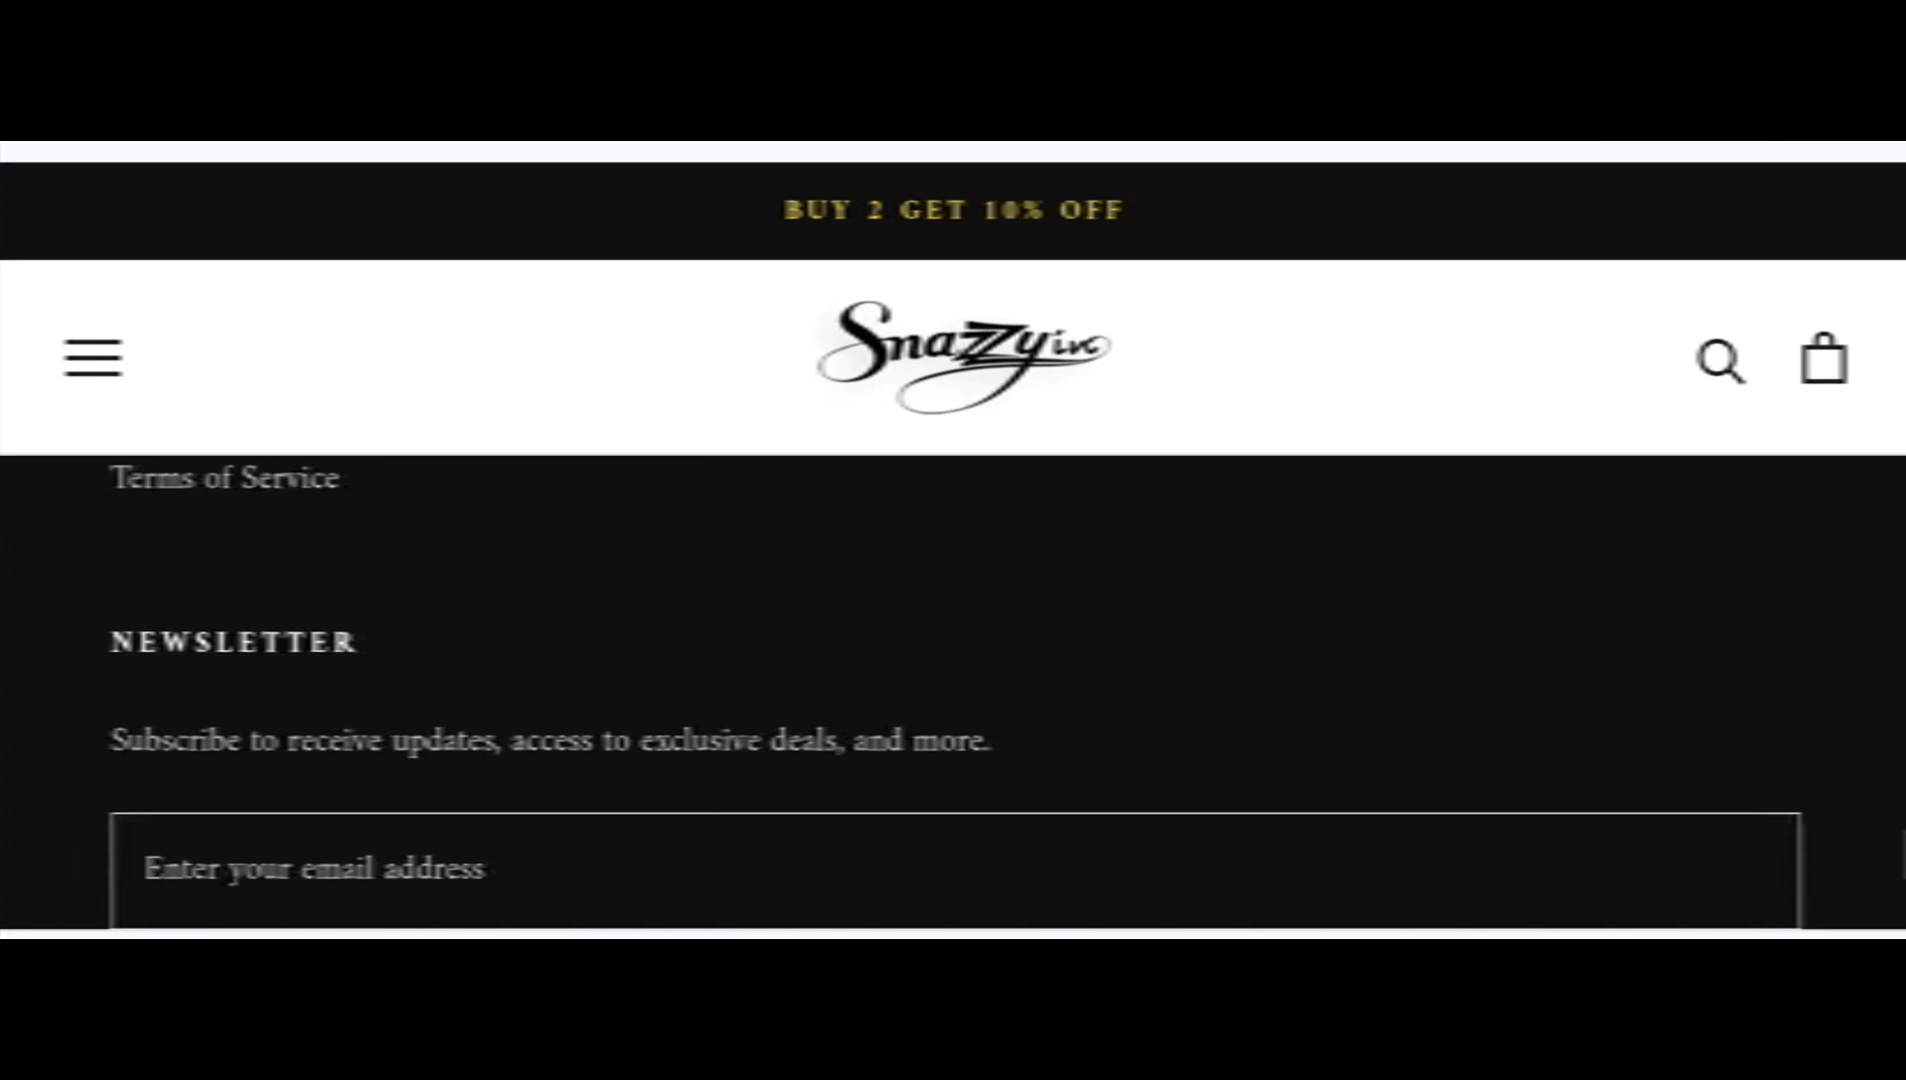 BUY 2 GET 10% OFF
Snazzy inc
Terms of Service
NEWSLETTER
Subscribe to receive updates, access to exclusive deals, and more.
Enter your email address